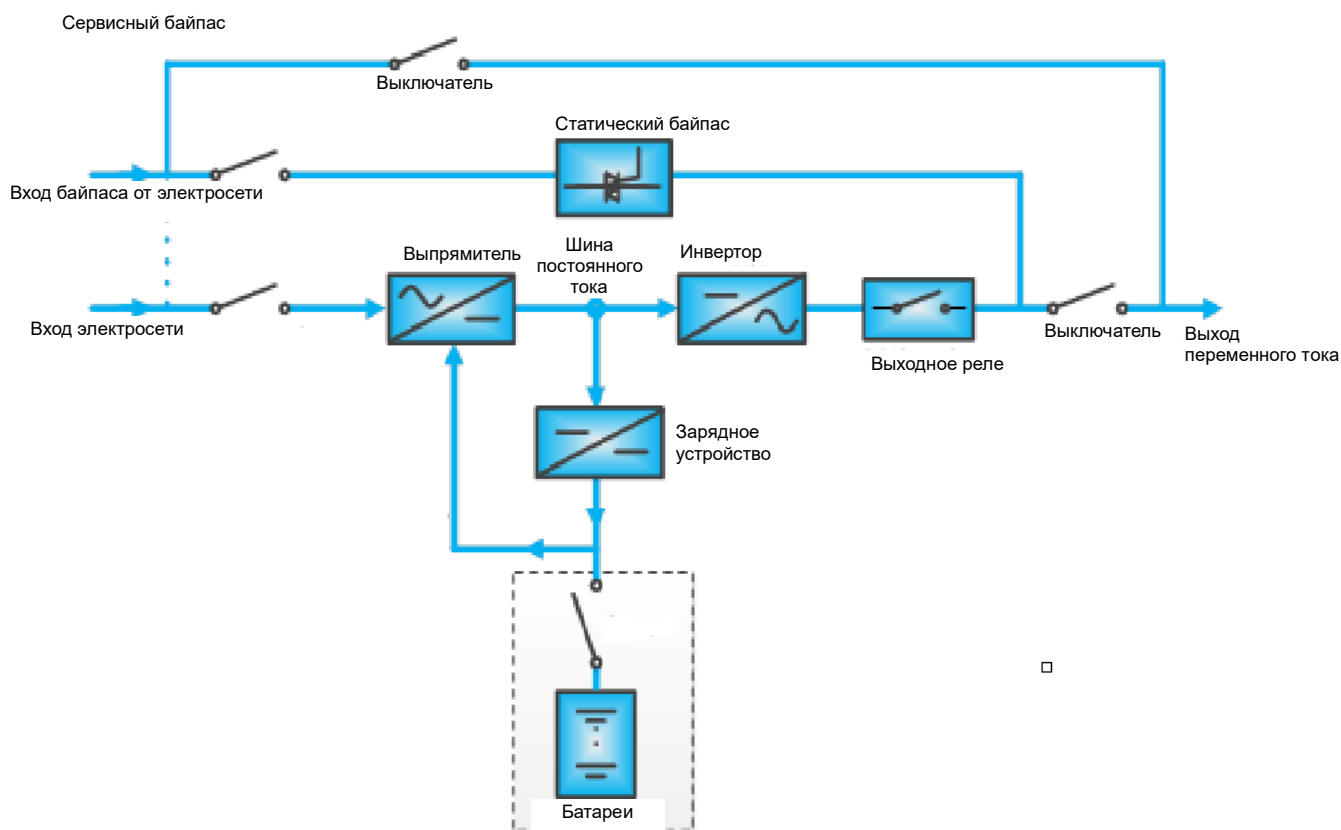 Сервисный байпас
Выключатель
Статический байпас
Вход байпаса от электросети
Выпрямитель
Шина
постоянного
тока
Инвертор
Вход электросети
Выходное реле
Выключатель
Выход
переменного тока
Зарядное
устройство
Батареи